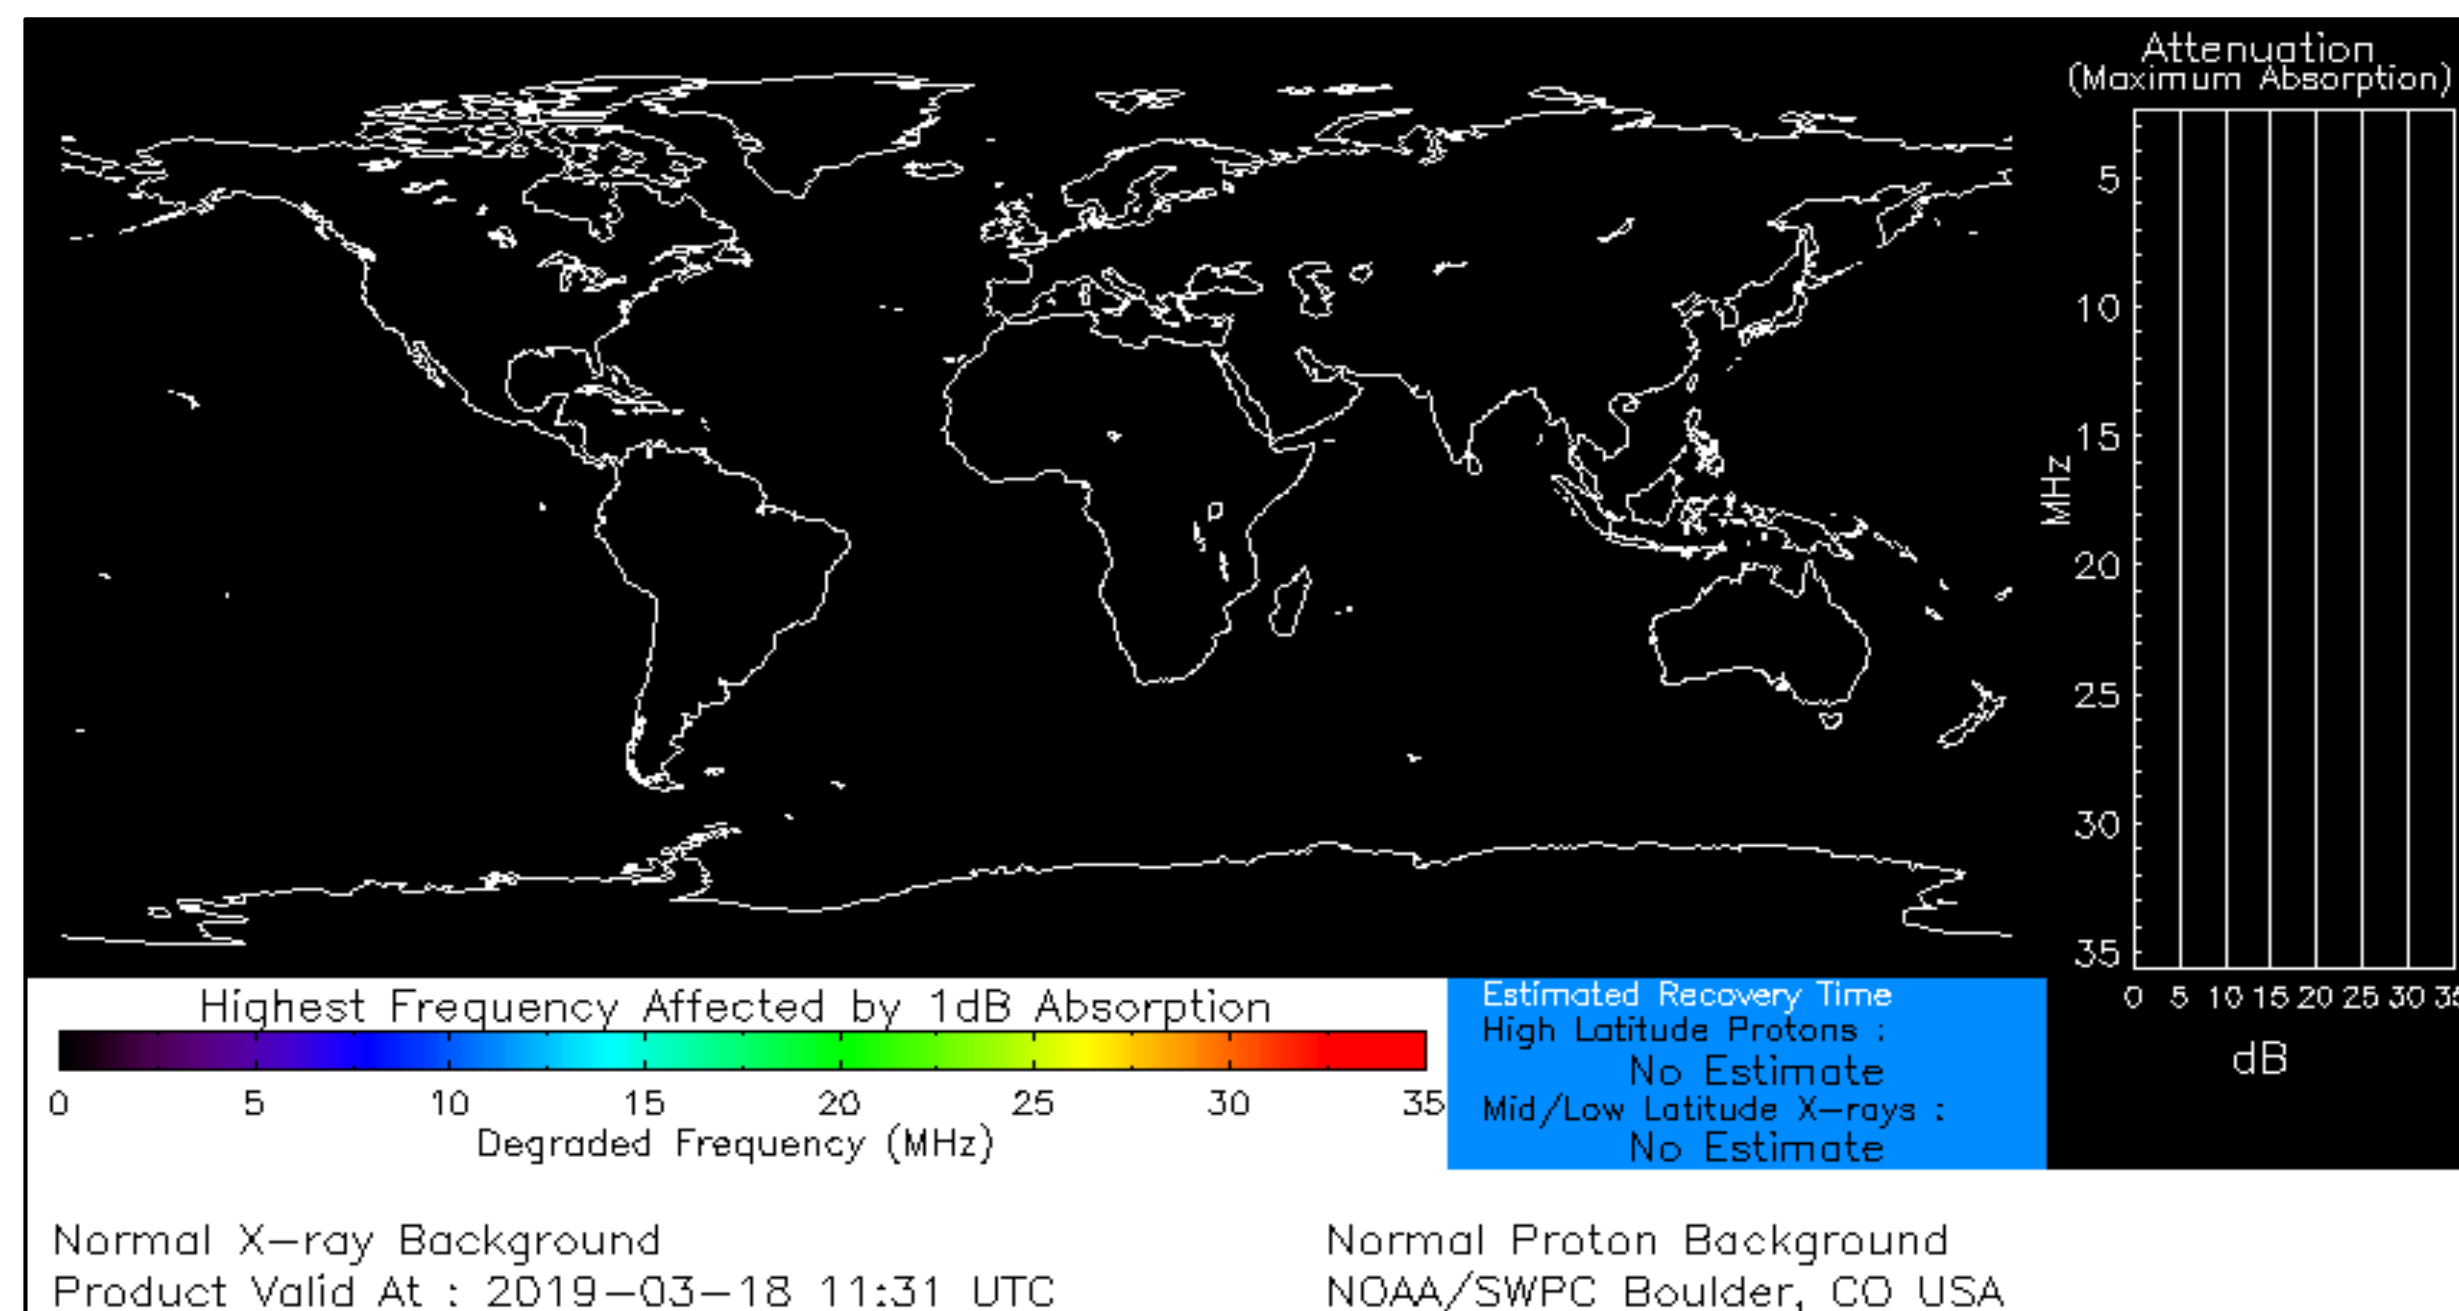 Attenuation
(Maximum Absorption)
5
10
15
20
25
30
35
MHz
0 5 10 15 20 25 30 35
dB
Highest Frequency Affected by 1dB Absorption
0 5 10 15 20 25 30 35
Degraded Frequency (MHz)
Estimated Recovery Time
High Latitude Protons :
No Estimate
Mid/Low Latitude X-rays :
No Estimate
Normal X-ray Background
Normal Proton Background
Product Valid At : 2019-03-18 11:31 UTC
NOAA/SWPC Boulder, CO USA